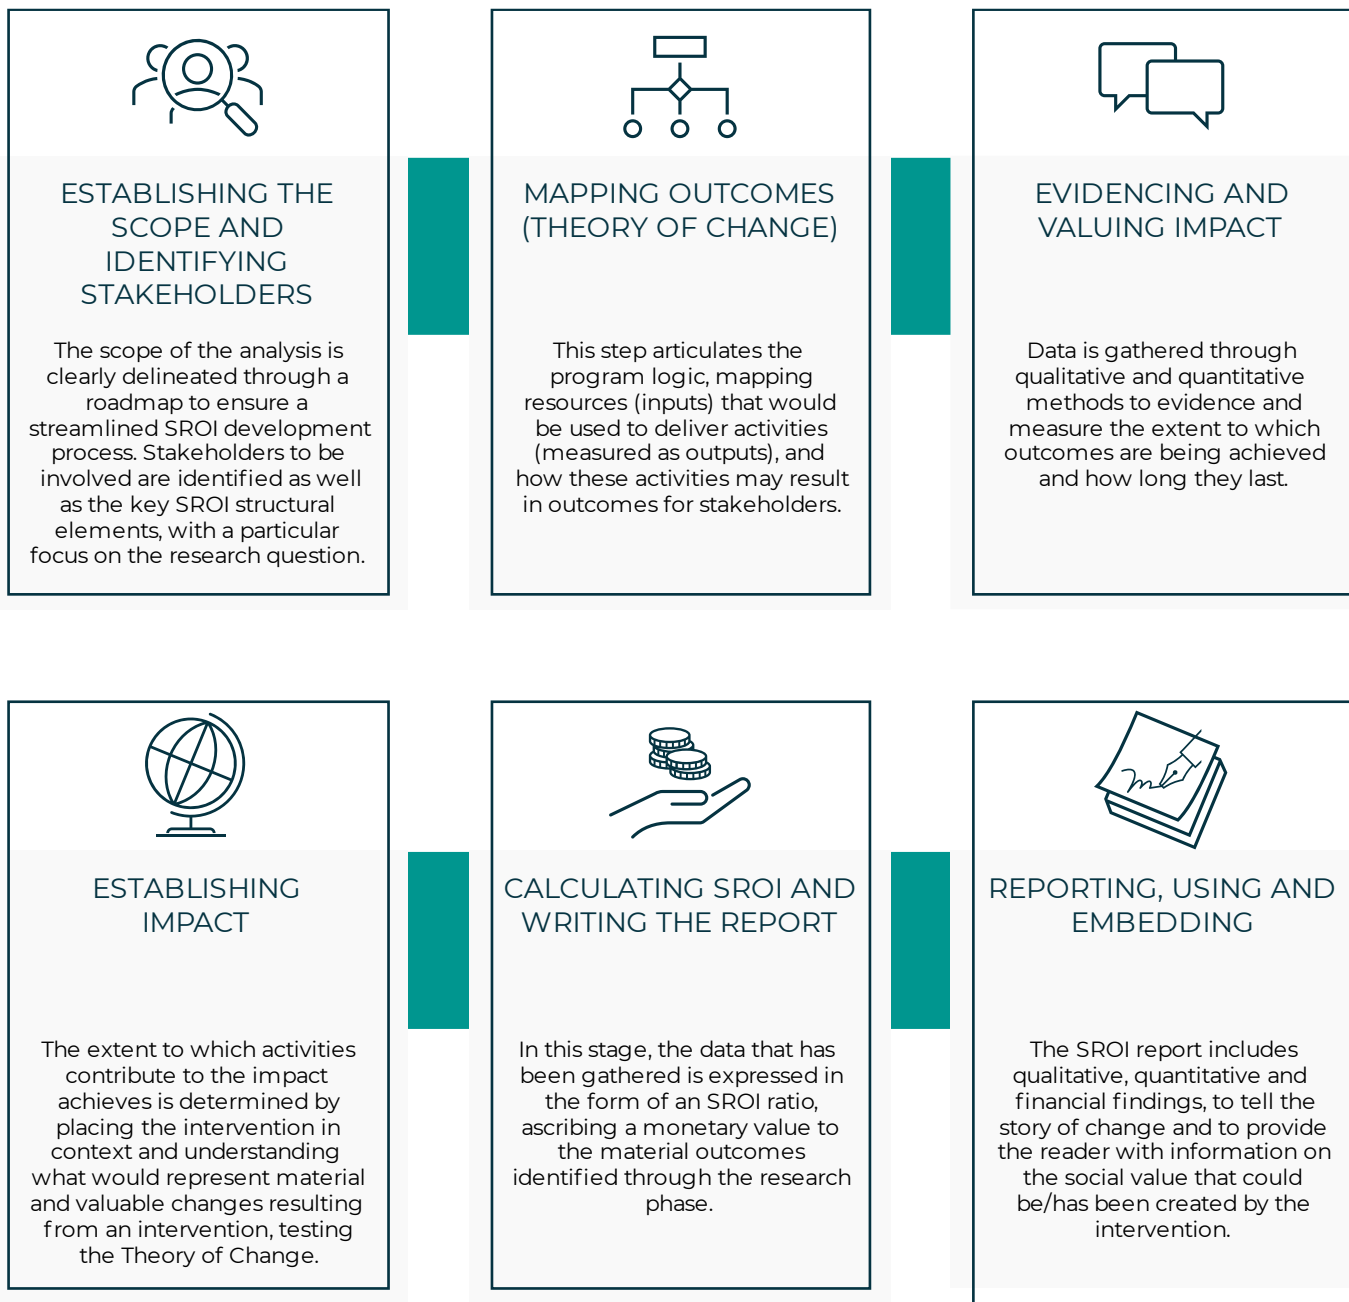 ESTABLISHING THE
SCOPE AND
IDENTIFYING
STAKEHOLDERS
The scope of the analysis is
clearly delineated through a
roadmap to ensure a
streamlined SROI development
process. Stakeholders to be
involved are identified as well
as the key SROI structural
elements, with a particular
focus on the research question.
MAPPING OUTCOMES
(THEORY OF CHANGE)
This step articulates the
program logic, mapping
resources (inputs) that would
be used to deliver activities
(measured as outputs), and
how these activities may result
in outcomes for stakeholders.
EVIDENCING AND
VALUING IMPACT
Data is gathered through
qualitative and quantitative
methods to evidence and
measure the extent to which
outcomes are being achieved
and how long they last.
ESTABLISHING
IMPACT
The extent to which activities
contribute to the impact
achieves is determined by
placing the intervention in
context and understanding
what would represent material
and valuable changes resulting
from an intervention, testing
the Theory of Change.
CALCULATING SROI AND
WRITING THE REPORT
In this stage, the data that has
been gathered is expressed in
the form of an SROI ratio,
ascribing a monetary value to
the material outcomes
identified through the research
phase.
REPORTING, USING AND
EMBEDDING
The SROI report includes
qualitative, quantitative and
financial findings, to tell the
story of change and to provide
the reader with information on
the social value that could
be/has been created by the
intervention.